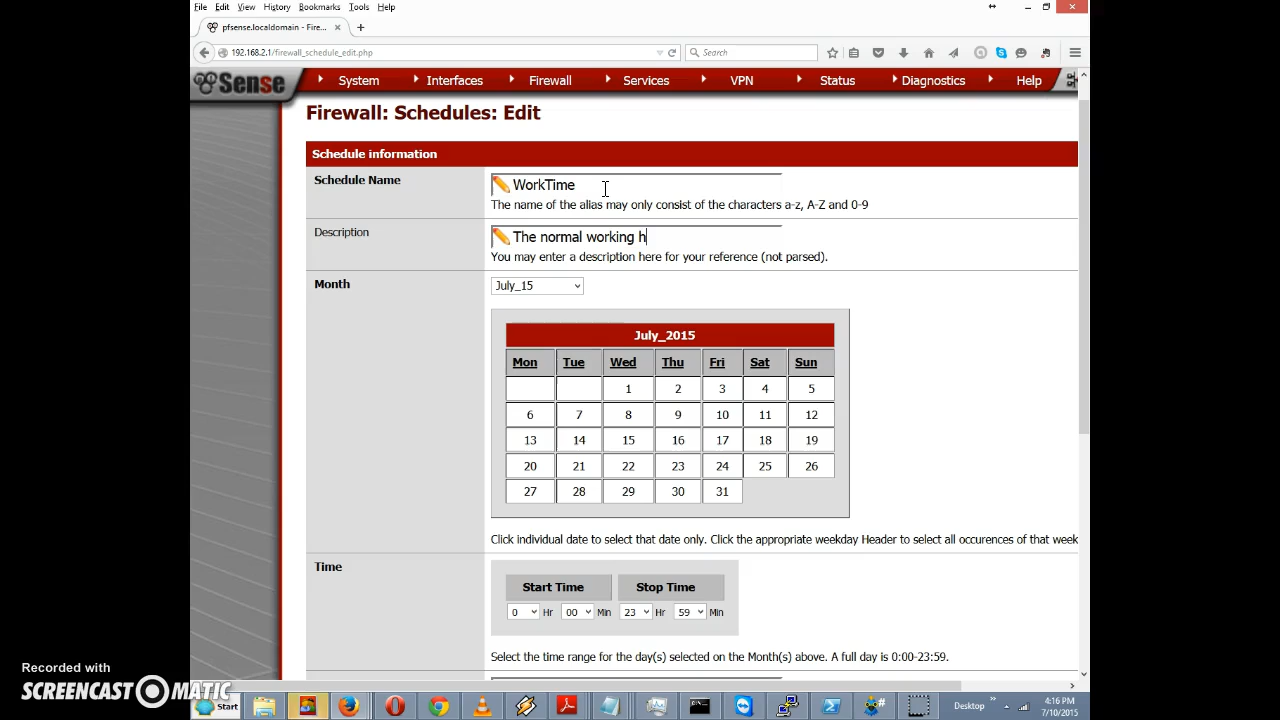 File Edit View History Bookmarks Tools Help
pfsense.localdomain - Fire...
192.168.2.1/firewall_schedule_edit.php
Search
Sense
System Interfaces Firewall Services VPN Status Diagnostics Help
Firewall: Schedules: Edit
Schedule information
Schedule Name
WorkTime
The name of the alias may only consist of the characters a-z, A-Z and 0-9
Description
The normal working h
You may enter a description here for your reference (not parsed).
Month
July_15
July_2015
Mon Tue Wed Thu Fri Sat Sun
1 2 3 4 5
6 7 8 9 10 11 12
13 14 15 16 17 18 19
20 21 22 23 24 25 26
27 28 29 30 31
Click individual date to select that date only. Click the appropriate weekday Header to select all occurences of that week
Time
Start Time Stop Time
0 Hr 00 Min 23 Hr 59 Min
Select the time range for the day(s) selected on the Month(s) above. A full day is 0:00-23:59.
Recorded with
SCREENCAST MATIC
Start
Desktop
4:16 PM
7/10/2015